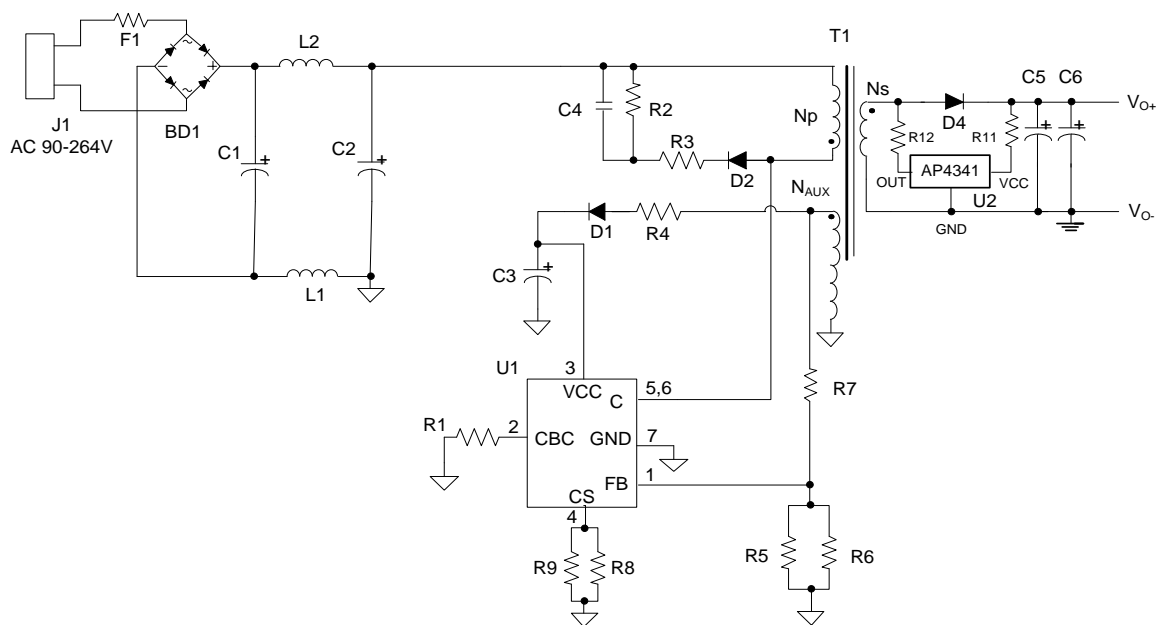 F1
J1
AC 90-264V
BD1
~
~
-
+
L2
C1
+
C2
+
L1
C4
R2
R3
D2
T1
Np
Ns
D4
R12
R11
C5
C6
+
+
VO+
OUT
AP4341
VCC
U2
GND
VO-
NAUX
D1
R4
C3
+
U1
3
VCC
C
5,6
R1
2
CBC
GND
7
FB
1
CS
4
R7
R9
R8
R5
R6